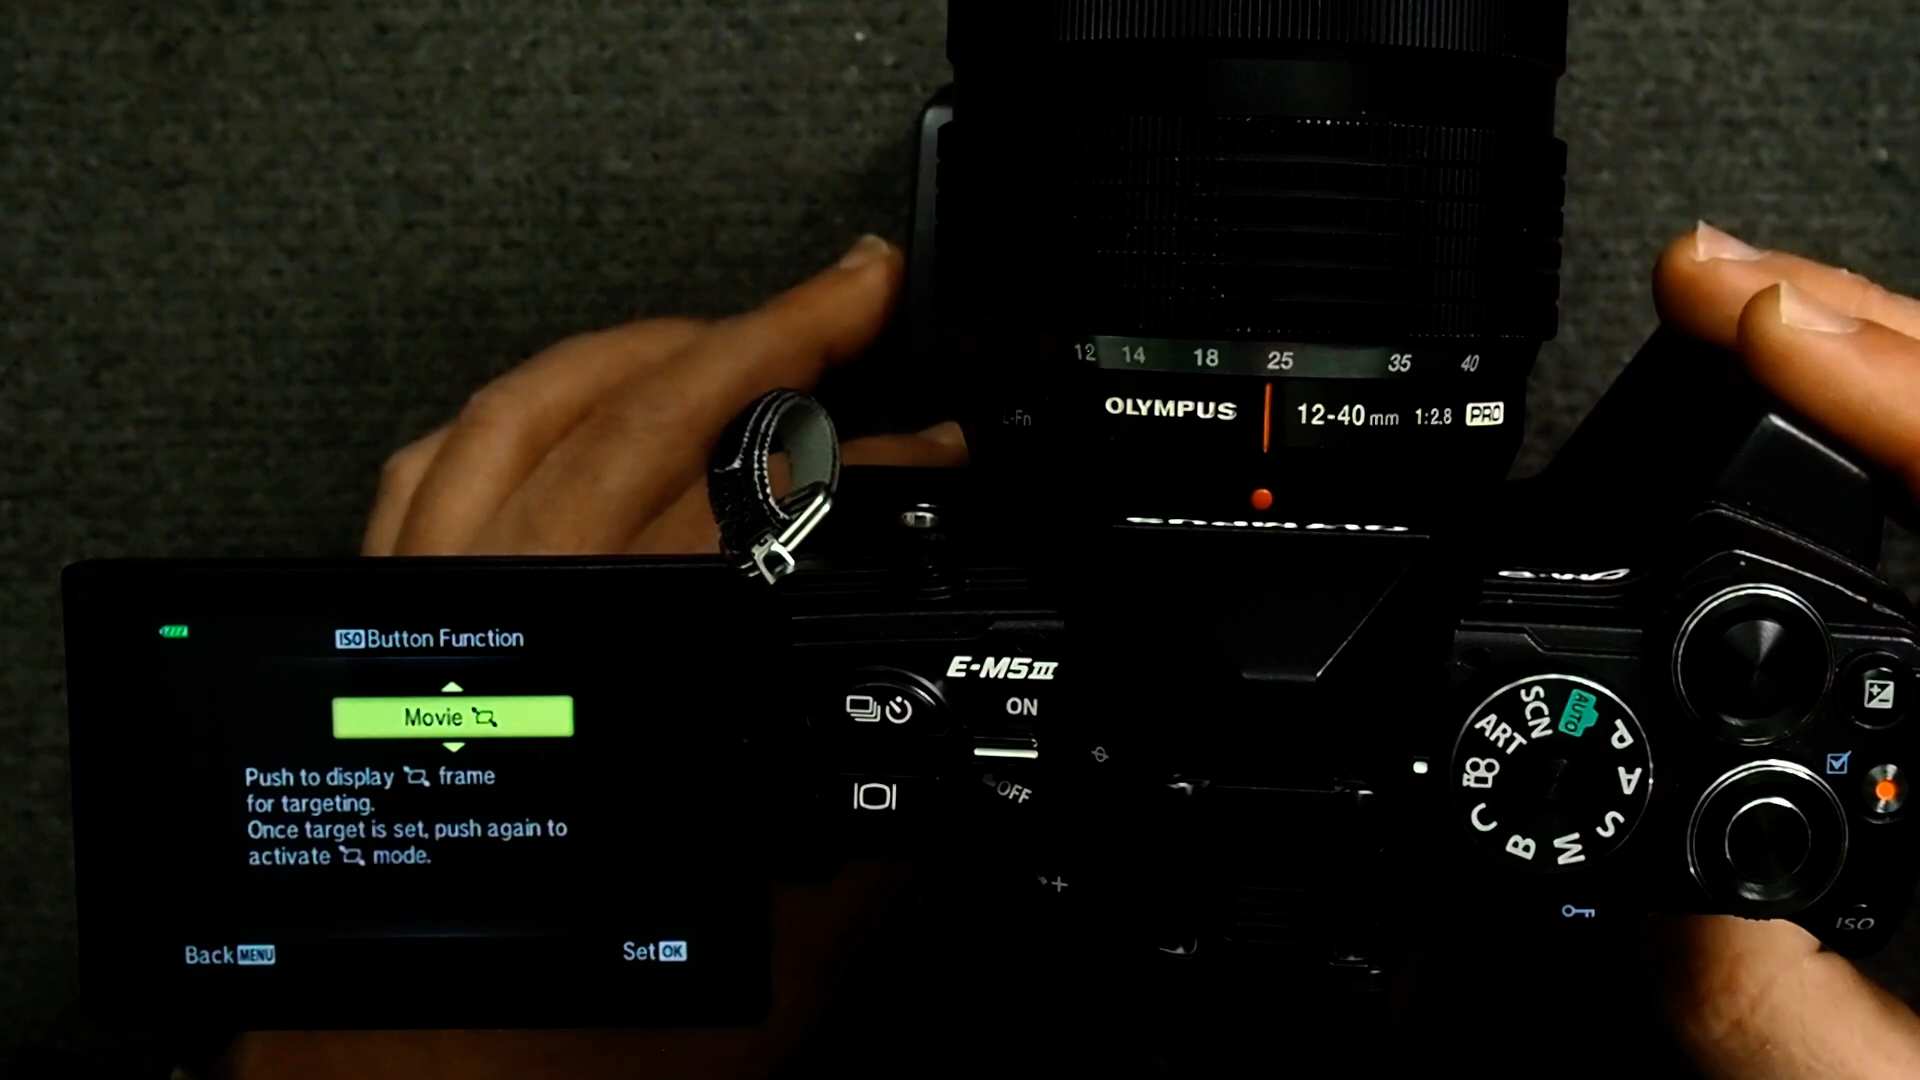 12 14 18 25 35 40
OLYMPUS 12-40mm 1:2.8 PRO
L-Fn
OLYMPUS
ISO Button Function
Movie
Push to display frame
for targeting.
Once target is set, push again to
activate mode.
Back MENU
Set OK
E-M5III
ON
OFF
AUTO
P
A
S
M
B
C
ART
SCN
ISO